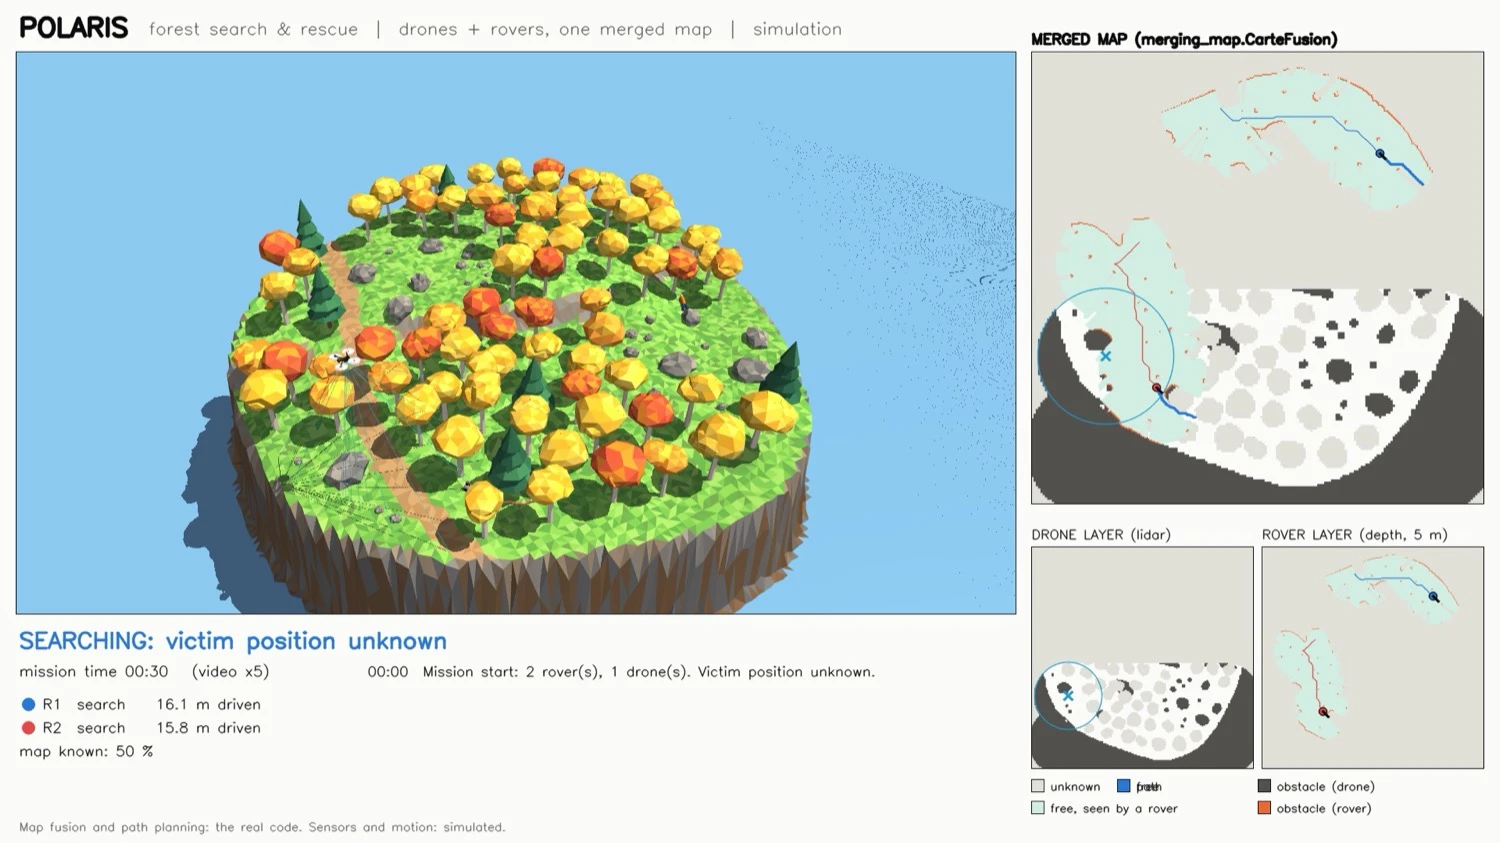 POLARIS forest search & rescue | drones + rovers, one merged map | simulation
MERGED MAP (merging_map.CarteFusion)
SEARCHING: victim position unknown
mission time 00:30 (video x5) 00:00 Mission start: 2 rover(s), 1 drone(s). Victim position unknown.
R1 search 16.1 m driven
R2 search 15.8 m driven
map known: 50 %
DRONE LAYER (lidar)
ROVER LAYER (depth, 5 m)
unknown
obstacle (drone)
free, seen by a rover
obstacle (rover)
Map fusion and path planning: the real code. Sensors and motion: simulated.